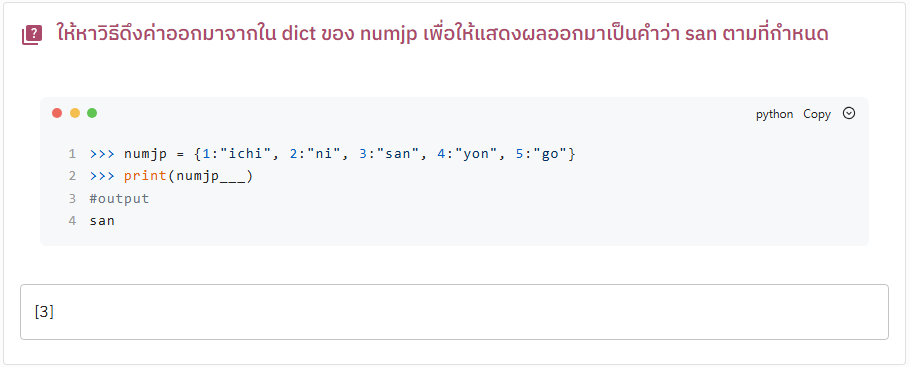 ให้หาวิธีดึงค่าออกมาจากใน dict ของ numjp เพื่อให้แสดงผลออกมาเป็นคำว่า san ตามที่กำหนด
python Copy
1 >>> numjp = {1:"ichi", 2:"ni", 3:"san", 4:"yon", 5:"go"}
2 >>> print(numjp___)
3 #output
4 san
[3]